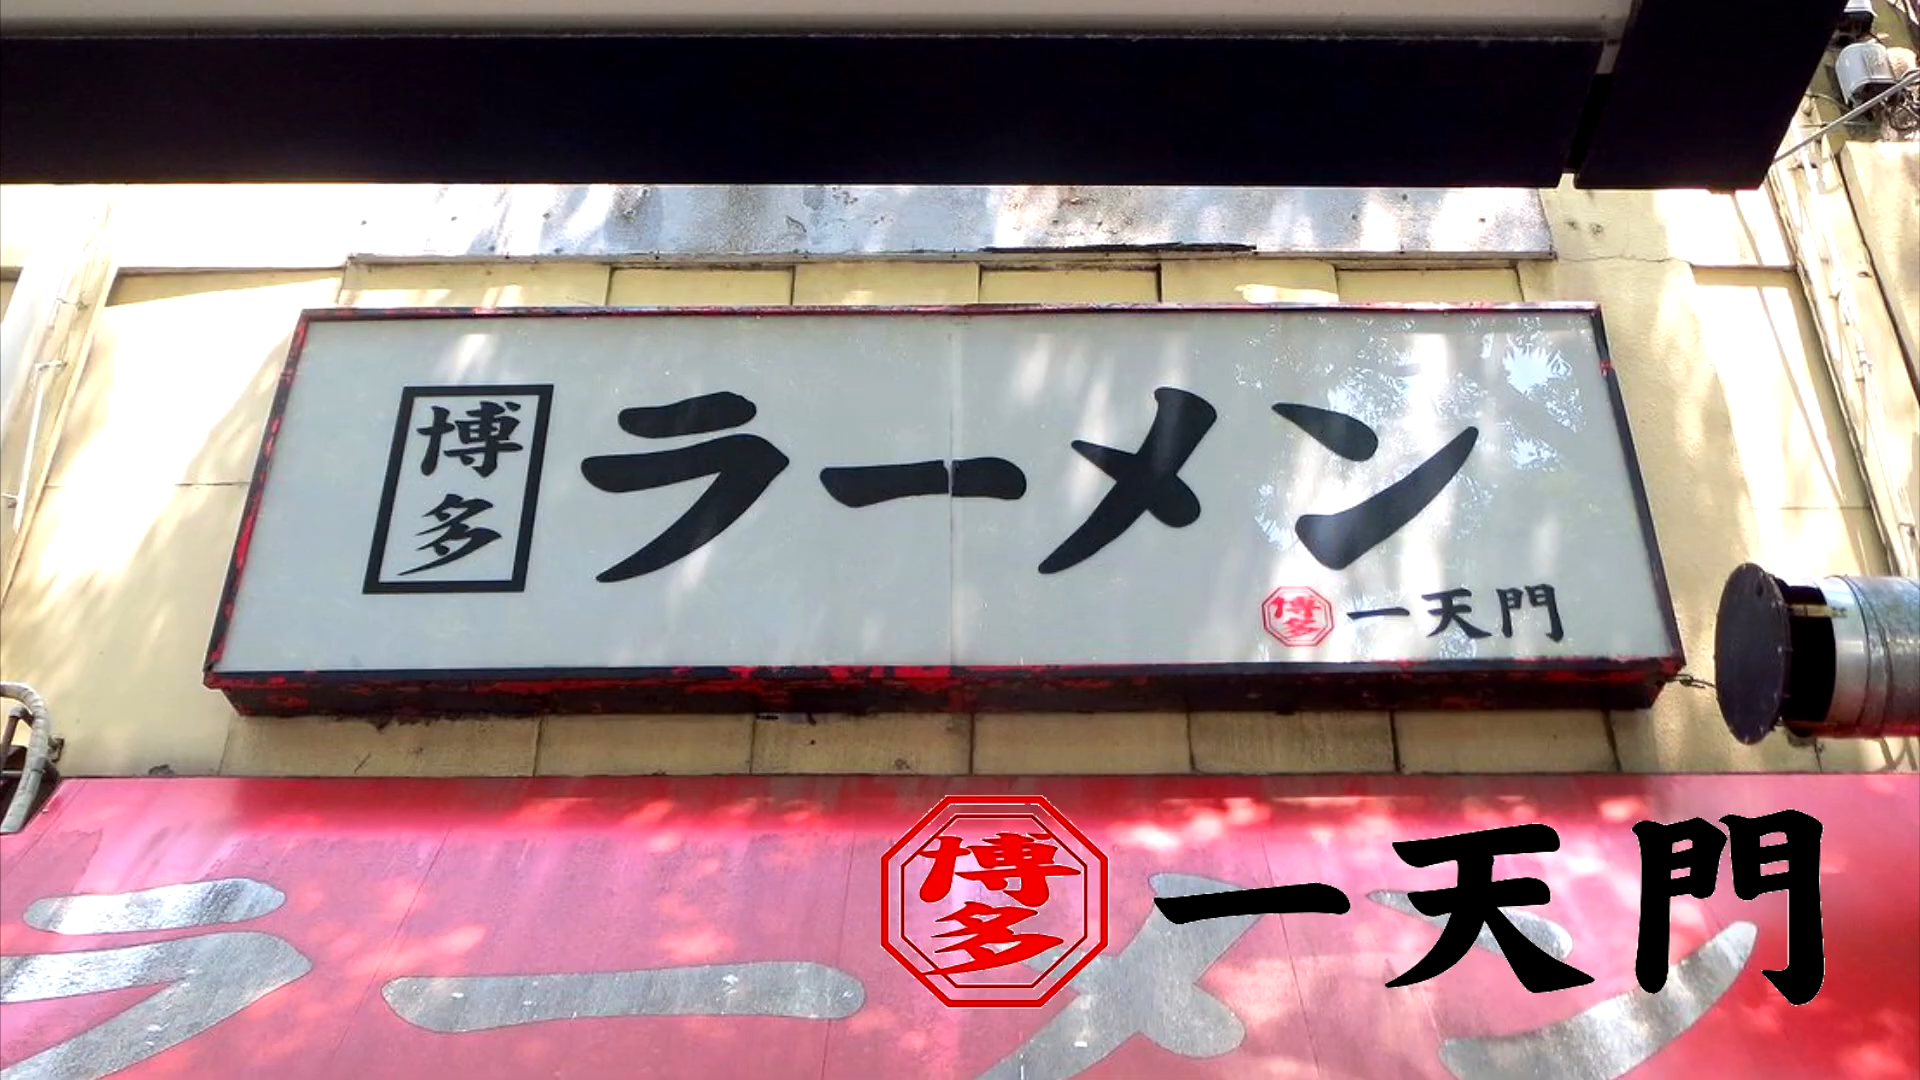 博多
ラーメン
博多 一天門
博多 一天門
ラーメン